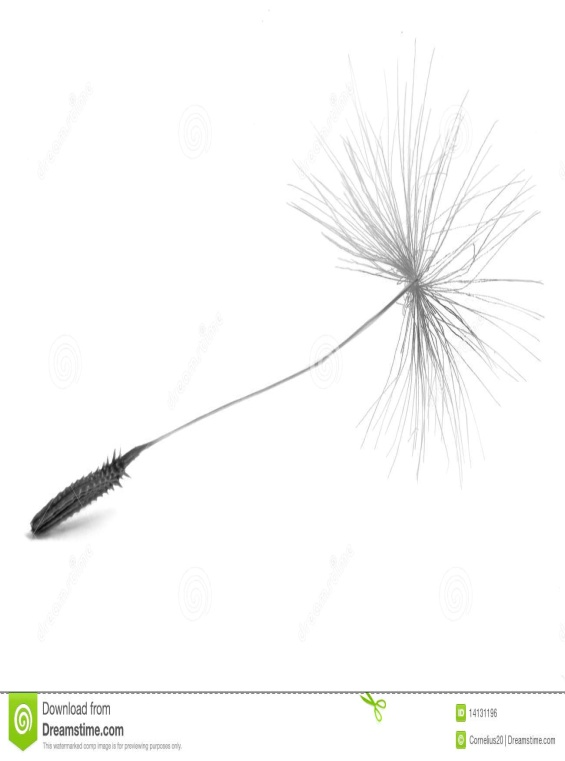 Download from
Dreamstime.com
This watermarked comp image is for previewing purposes only.
14131196
Cornelius20 | Dreamstime.com